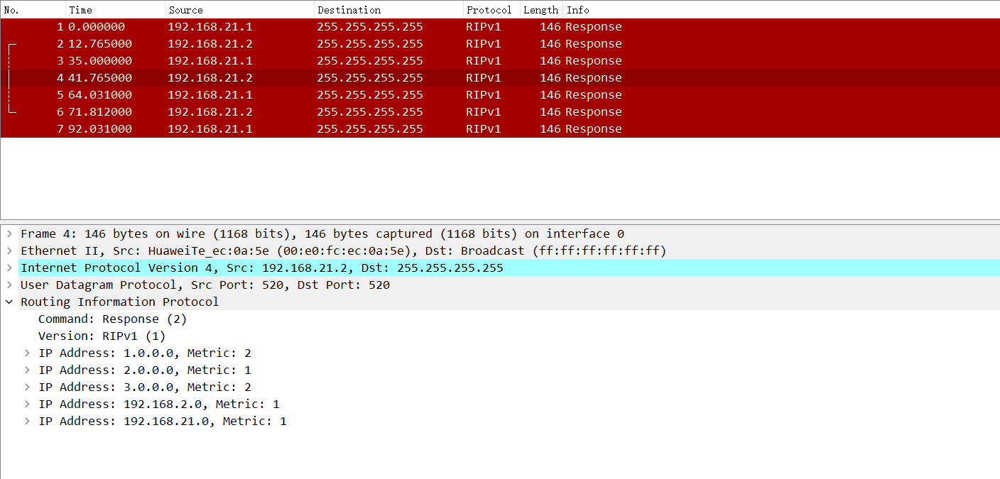 No. Time Source Destination Protocol Length Info
1 0.000000 192.168.21.1 255.255.255.255 RIPv1 146 Response
2 12.765000 192.168.21.2 255.255.255.255 RIPv1 146 Response
3 35.000000 192.168.21.1 255.255.255.255 RIPv1 146 Response
4 41.765000 192.168.21.2 255.255.255.255 RIPv1 146 Response
5 64.031000 192.168.21.1 255.255.255.255 RIPv1 146 Response
6 71.812000 192.168.21.2 255.255.255.255 RIPv1 146 Response
7 92.031000 192.168.21.1 255.255.255.255 RIPv1 146 Response
Frame 4: 146 bytes on wire (1168 bits), 146 bytes captured (1168 bits) on interface 0
Ethernet II, Src: HuaweiTe_ec:0a:5e (00:e0:fc:ec:0a:5e), Dst: Broadcast (ff:ff:ff:ff:ff:ff)
Internet Protocol Version 4, Src: 192.168.21.2, Dst: 255.255.255.255
User Datagram Protocol, Src Port: 520, Dst Port: 520
Routing Information Protocol
Command: Response (2)
Version: RIPv1 (1)
IP Address: 1.0.0.0, Metric: 2
IP Address: 2.0.0.0, Metric: 1
IP Address: 3.0.0.0, Metric: 2
IP Address: 192.168.2.0, Metric: 1
IP Address: 192.168.21.0, Metric: 1